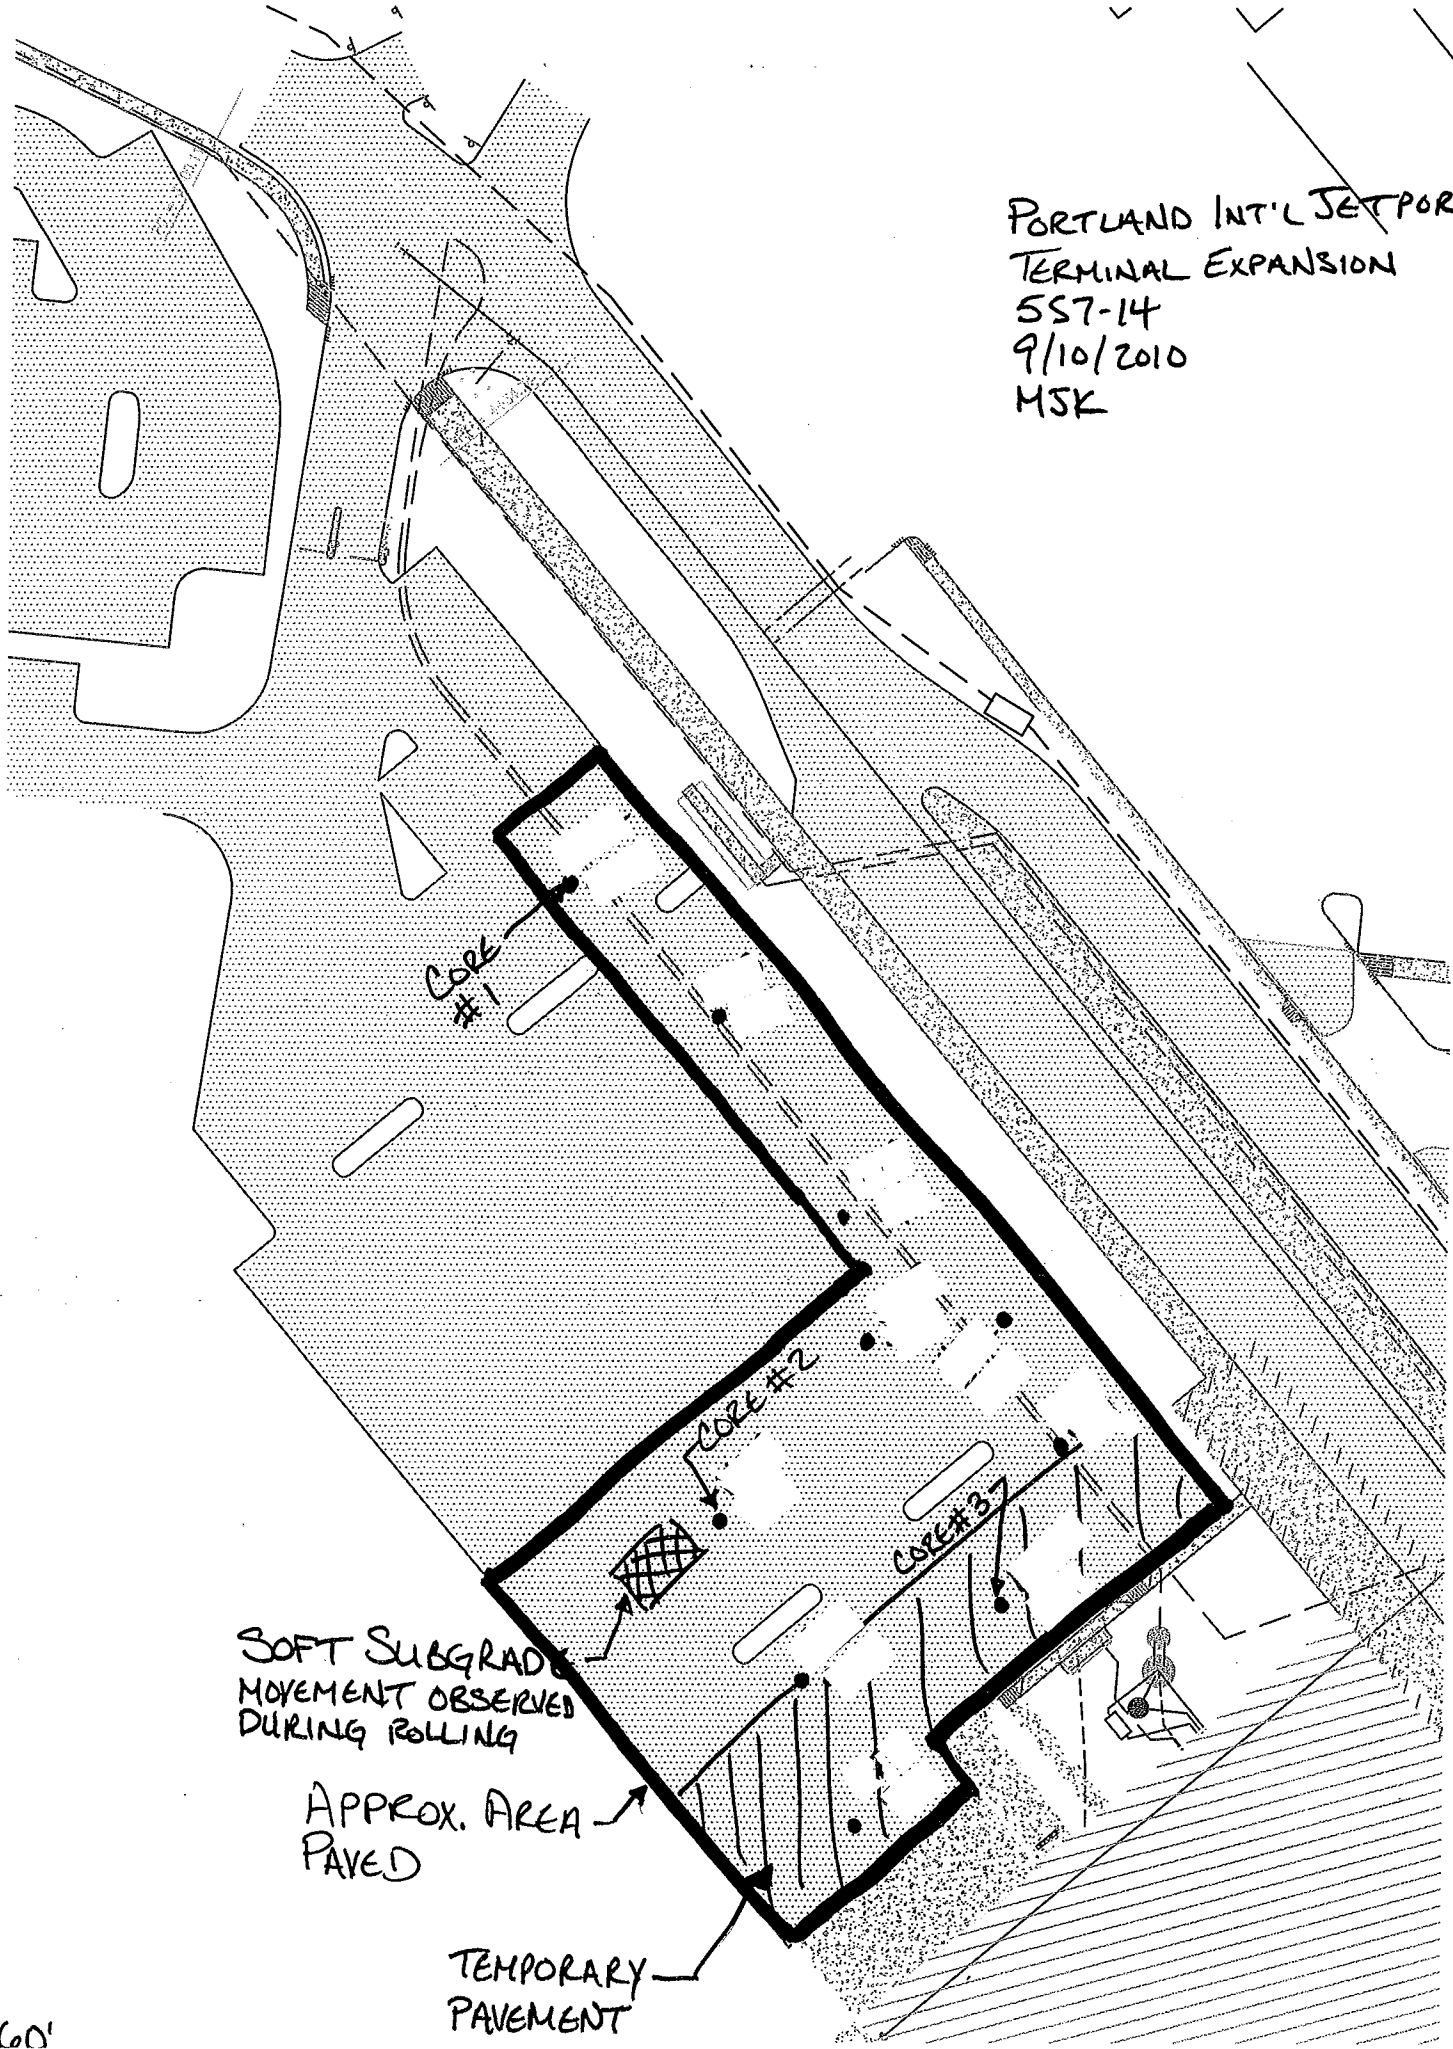 PORTLAND INT'L JETPOR
TERMINAL EXPANSION
557-14
9/10/2010
MJK
CORE
#1
CORE #2
CORE #3
SOFT SUBGRADE
MOVEMENT OBSERVED
DURING ROLLING
APPROX. AREA
PAVED
TEMPORARY
PAVEMENT
60'